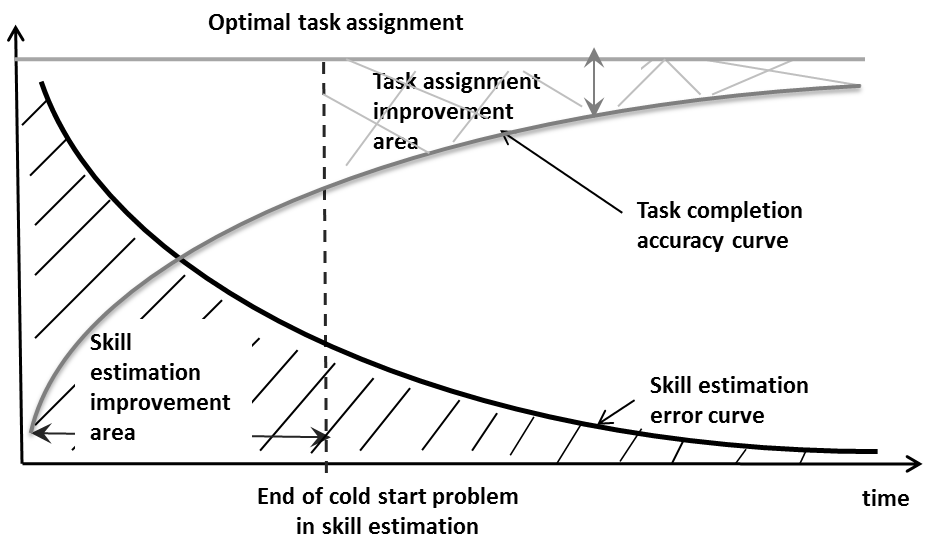 Optimal task assignment
Task assignment
improvement
area
Task completion
accuracy curve
Skill
estimation
improvement
area
Skill estimation
error curve
End of cold start problem
in skill estimation
time